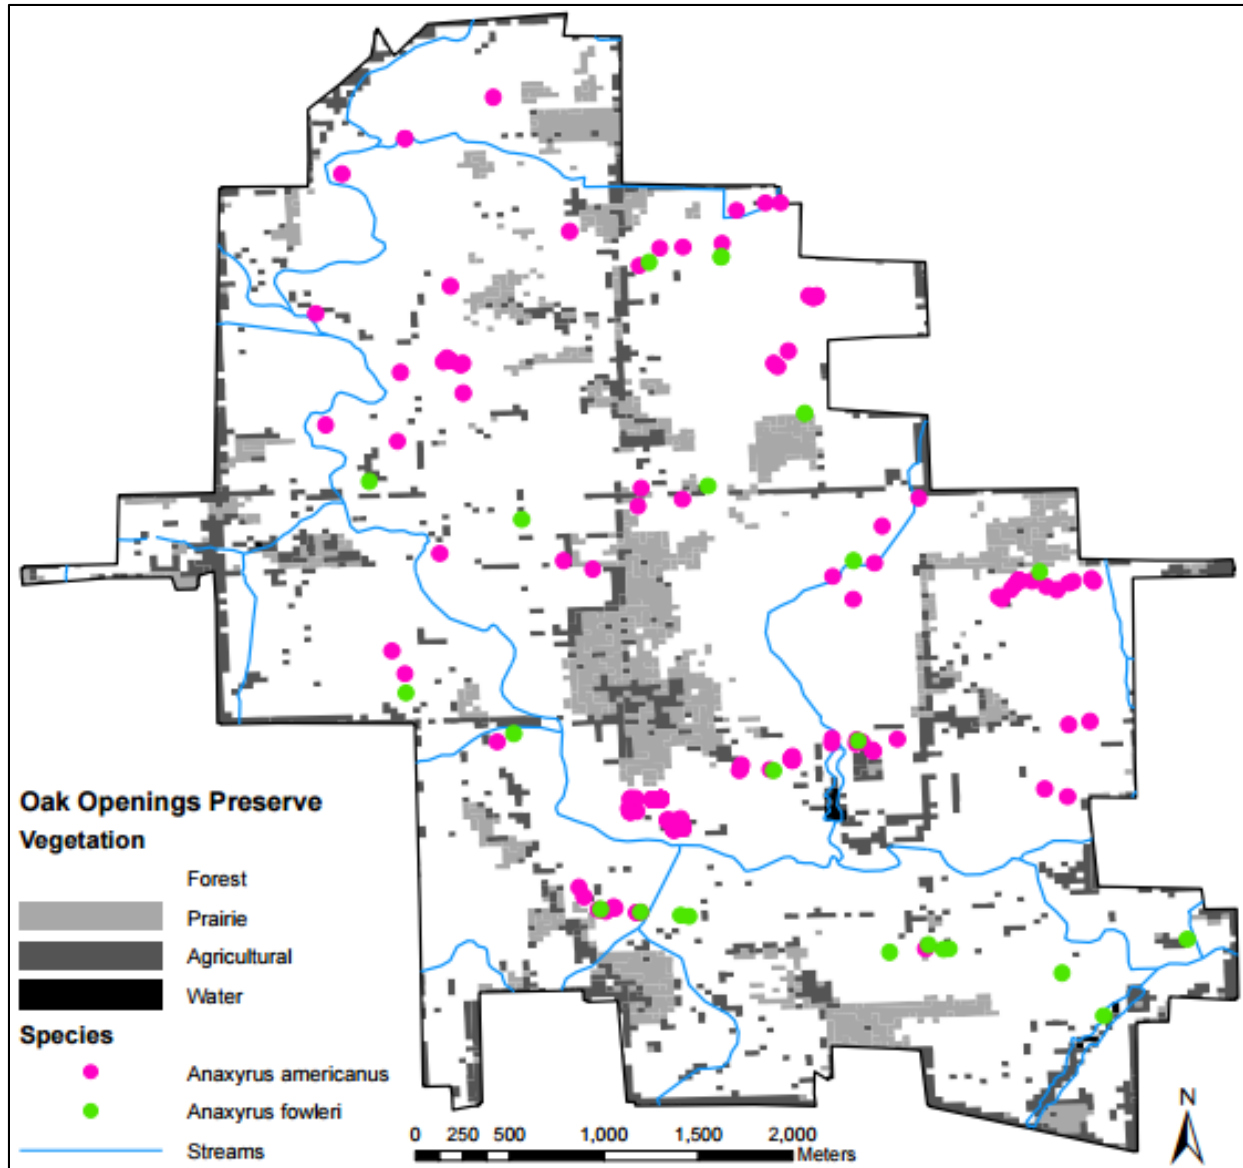 Oak Openings Preserve
Vegetation
Forest
Prairie
Agricultural
Water
Species
Anaxyrus americanus
Anaxyrus fowleri
Streams
0 250 500 1,000 1,500 2,000
Meters
N